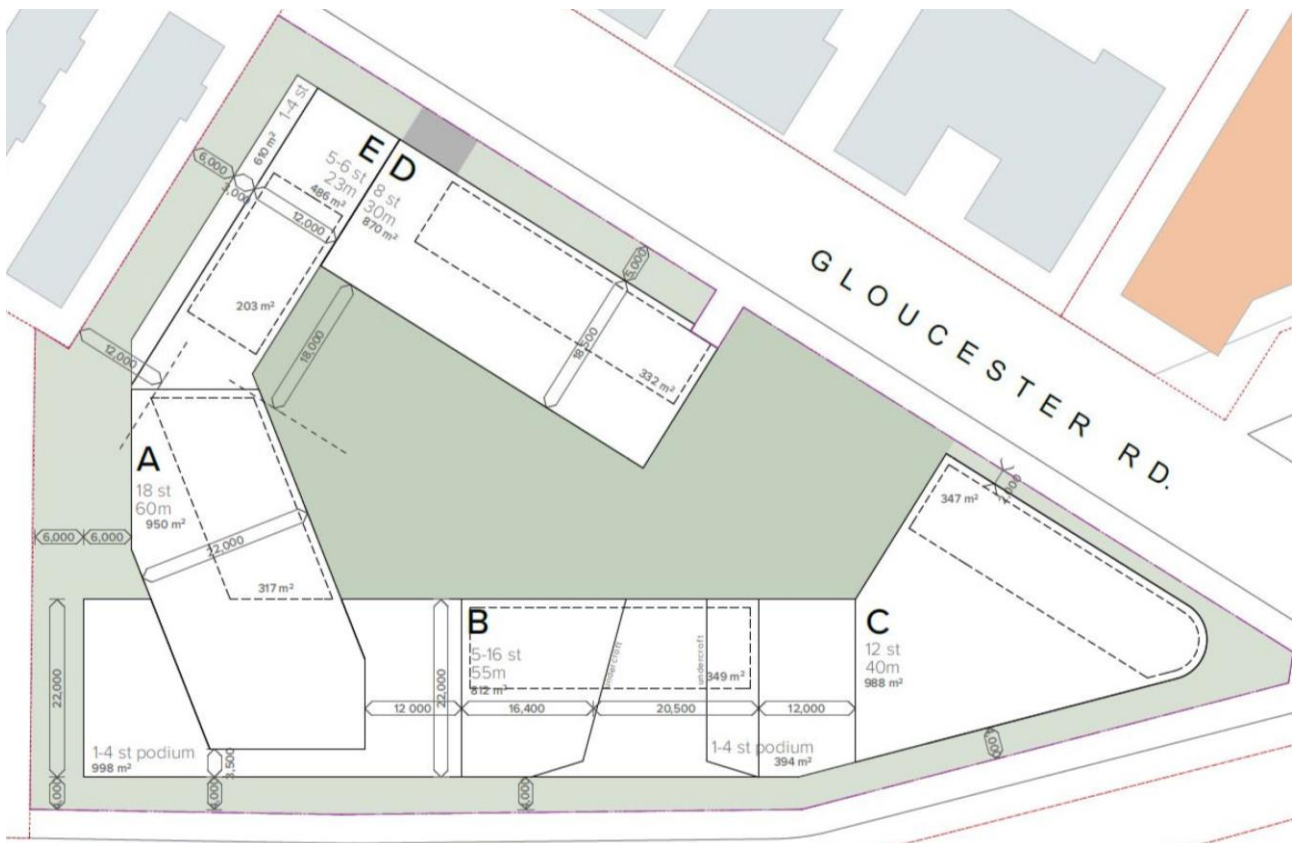 1-4 st
610 m²
6,000
3,000
12,000
E
5-6 st
23m
486 m²
D
8 st
30m
870 m²
203 m²
18,000
5,000
18,500
332 m²
GLOUCESTER RD.
12,000
A
18 st
60m
950 m²
6,000
6,000
22,000
317 m²
347 m²
B
5-16 st
55m
812 m²
undercroft
undercroft
349 m²
C
12 st
40m
988 m²
22,000
22,000
12 000
16,400
20,500
12,000
1-4 st podium
998 m²
3,500
1-4 st podium
394 m²
4,000
4,000
4,000